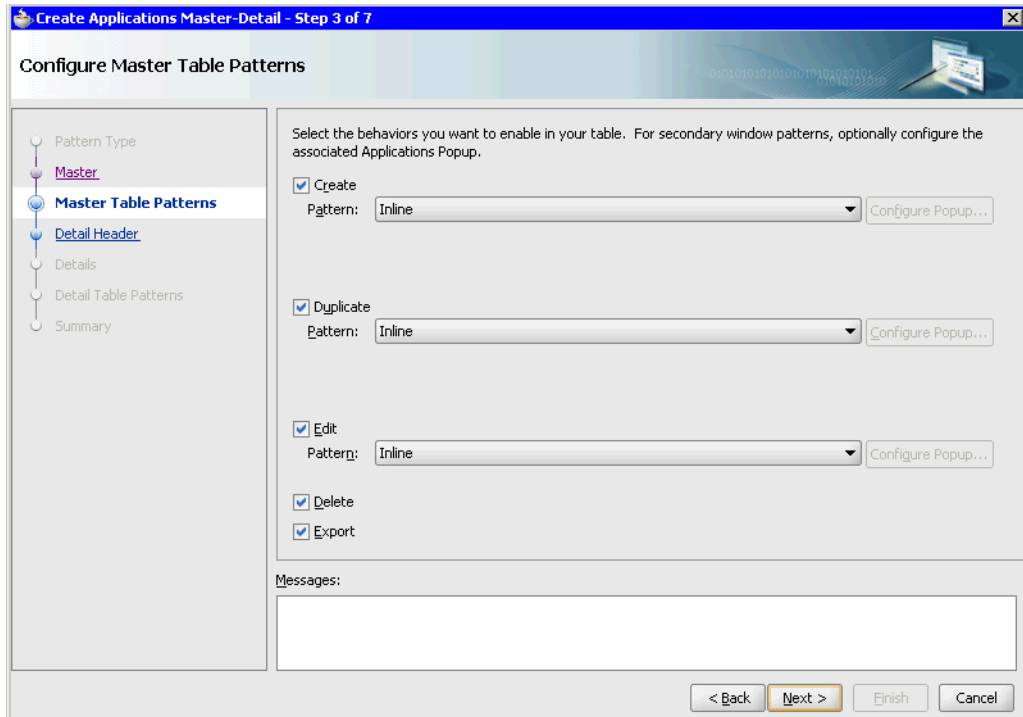 Create Applications Master-Detail - Step 3 of 7
Configure Master Table Patterns
Pattern Type
Master
Master Table Patterns
Detail Header
Details
Detail Table Patterns
Summary
Select the behaviors you want to enable in your table. For secondary window patterns, optionally configure the
associated Applications Popup.
Create
Pattern: Inline Configure Popup...
Duplicate
Pattern: Inline Configure Popup...
Edit
Pattern: Inline Configure Popup...
Delete
Export
Messages:
< Back Next > Finish Cancel